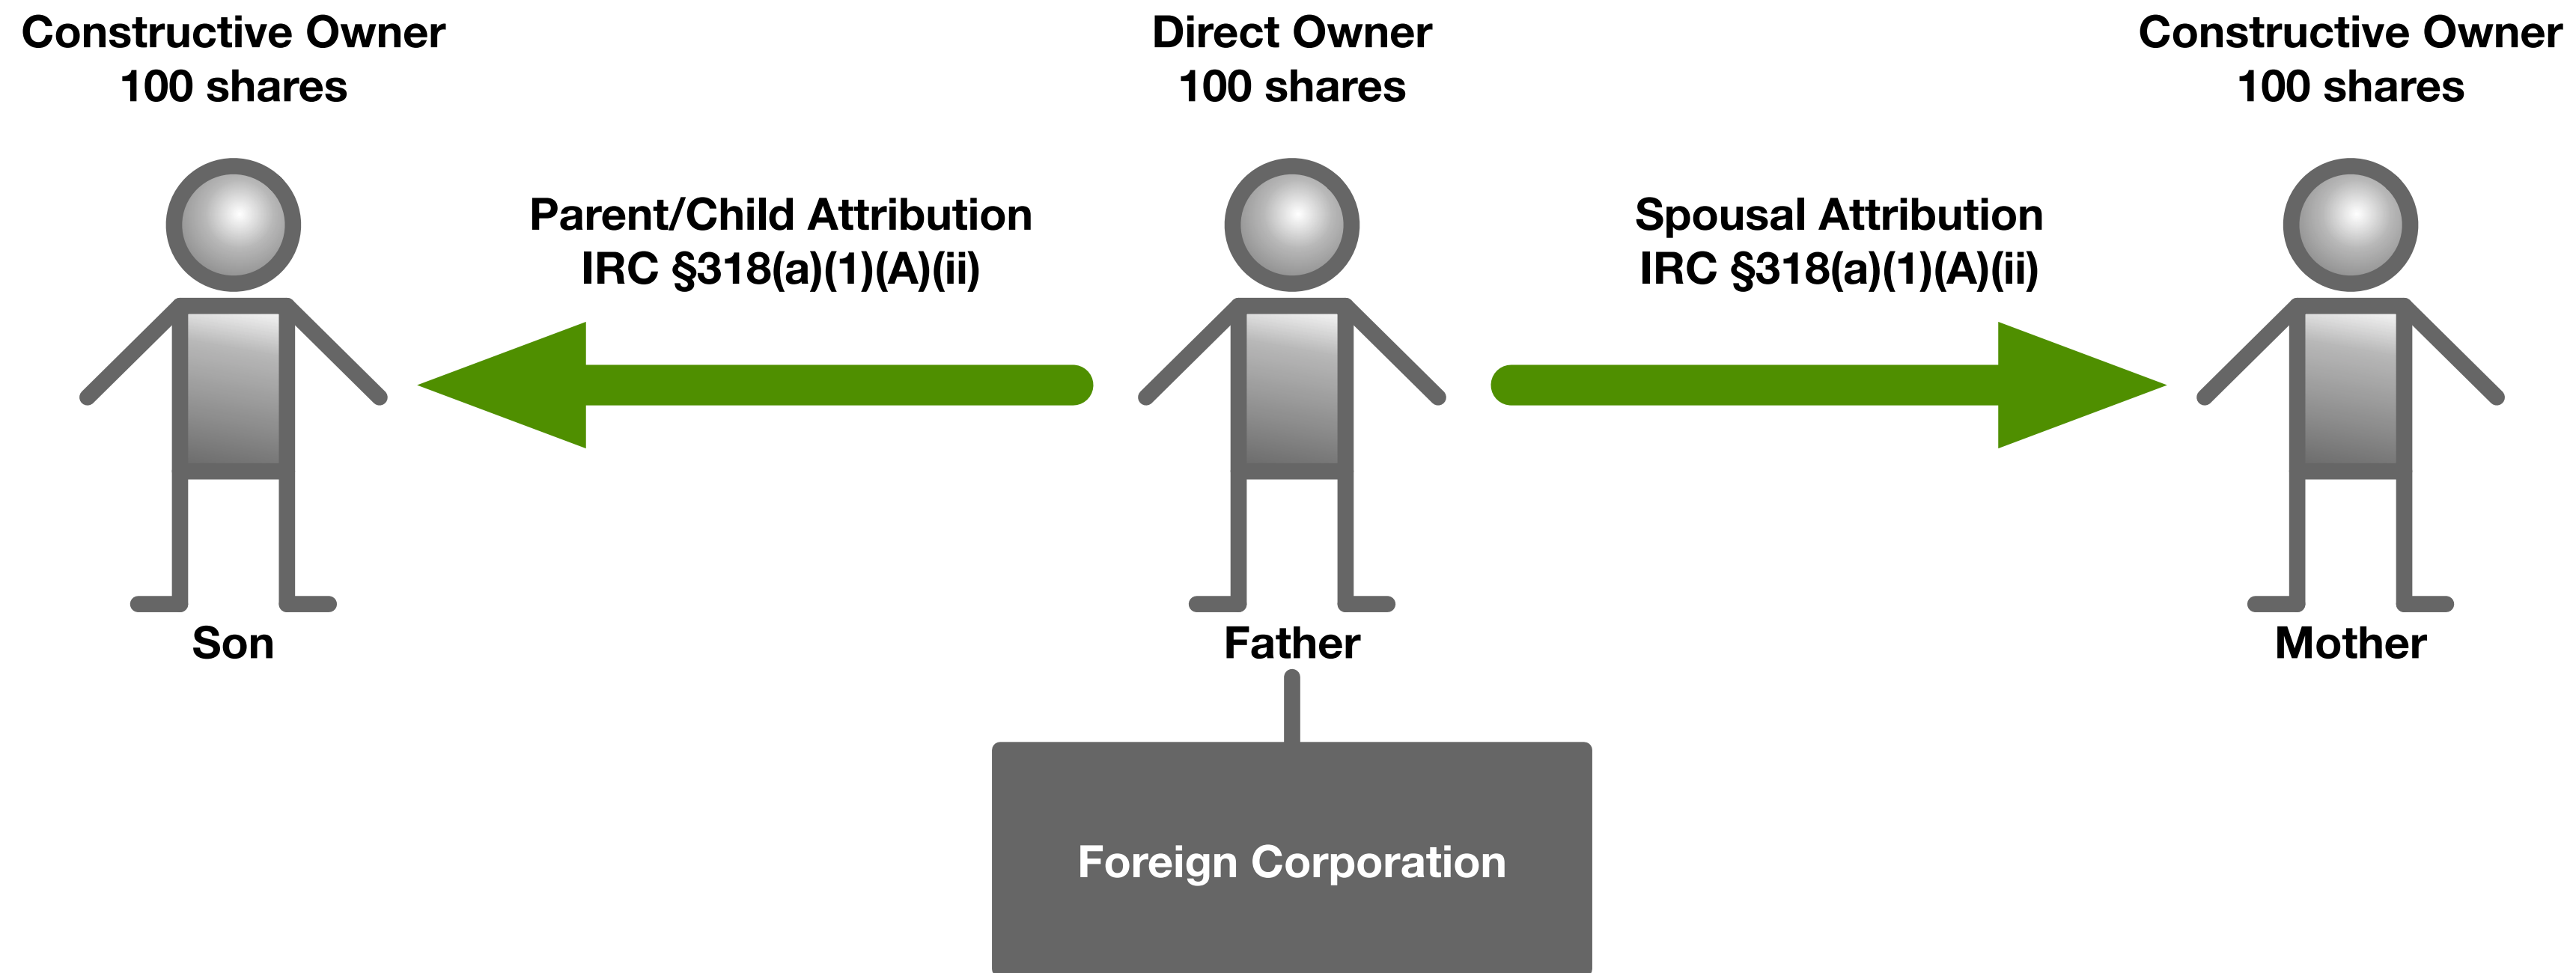 Constructive Owner
100 shares
Direct Owner
100 shares
Constructive Owner
100 shares
Parent/Child Attribution
IRC §318(a)(1)(A)(ii)
Spousal Attribution
IRC §318(a)(1)(A)(ii)
Son
Father
Mother
Foreign Corporation